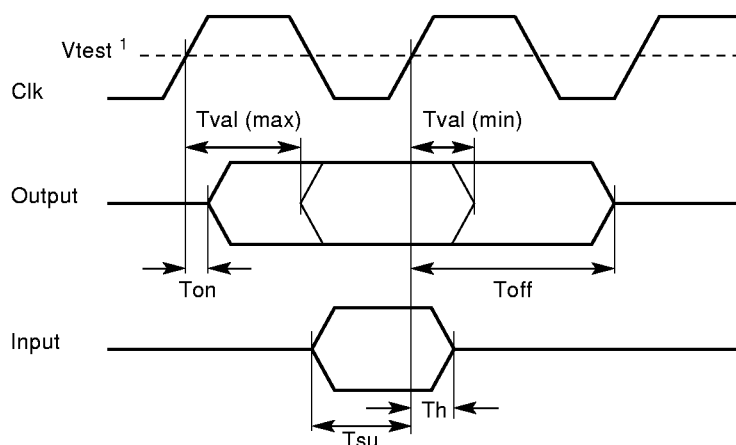 Vtest 1
Clk
Tval (max)
Tval (min)
Output
Ton
Toff
Input
Th
Tsu